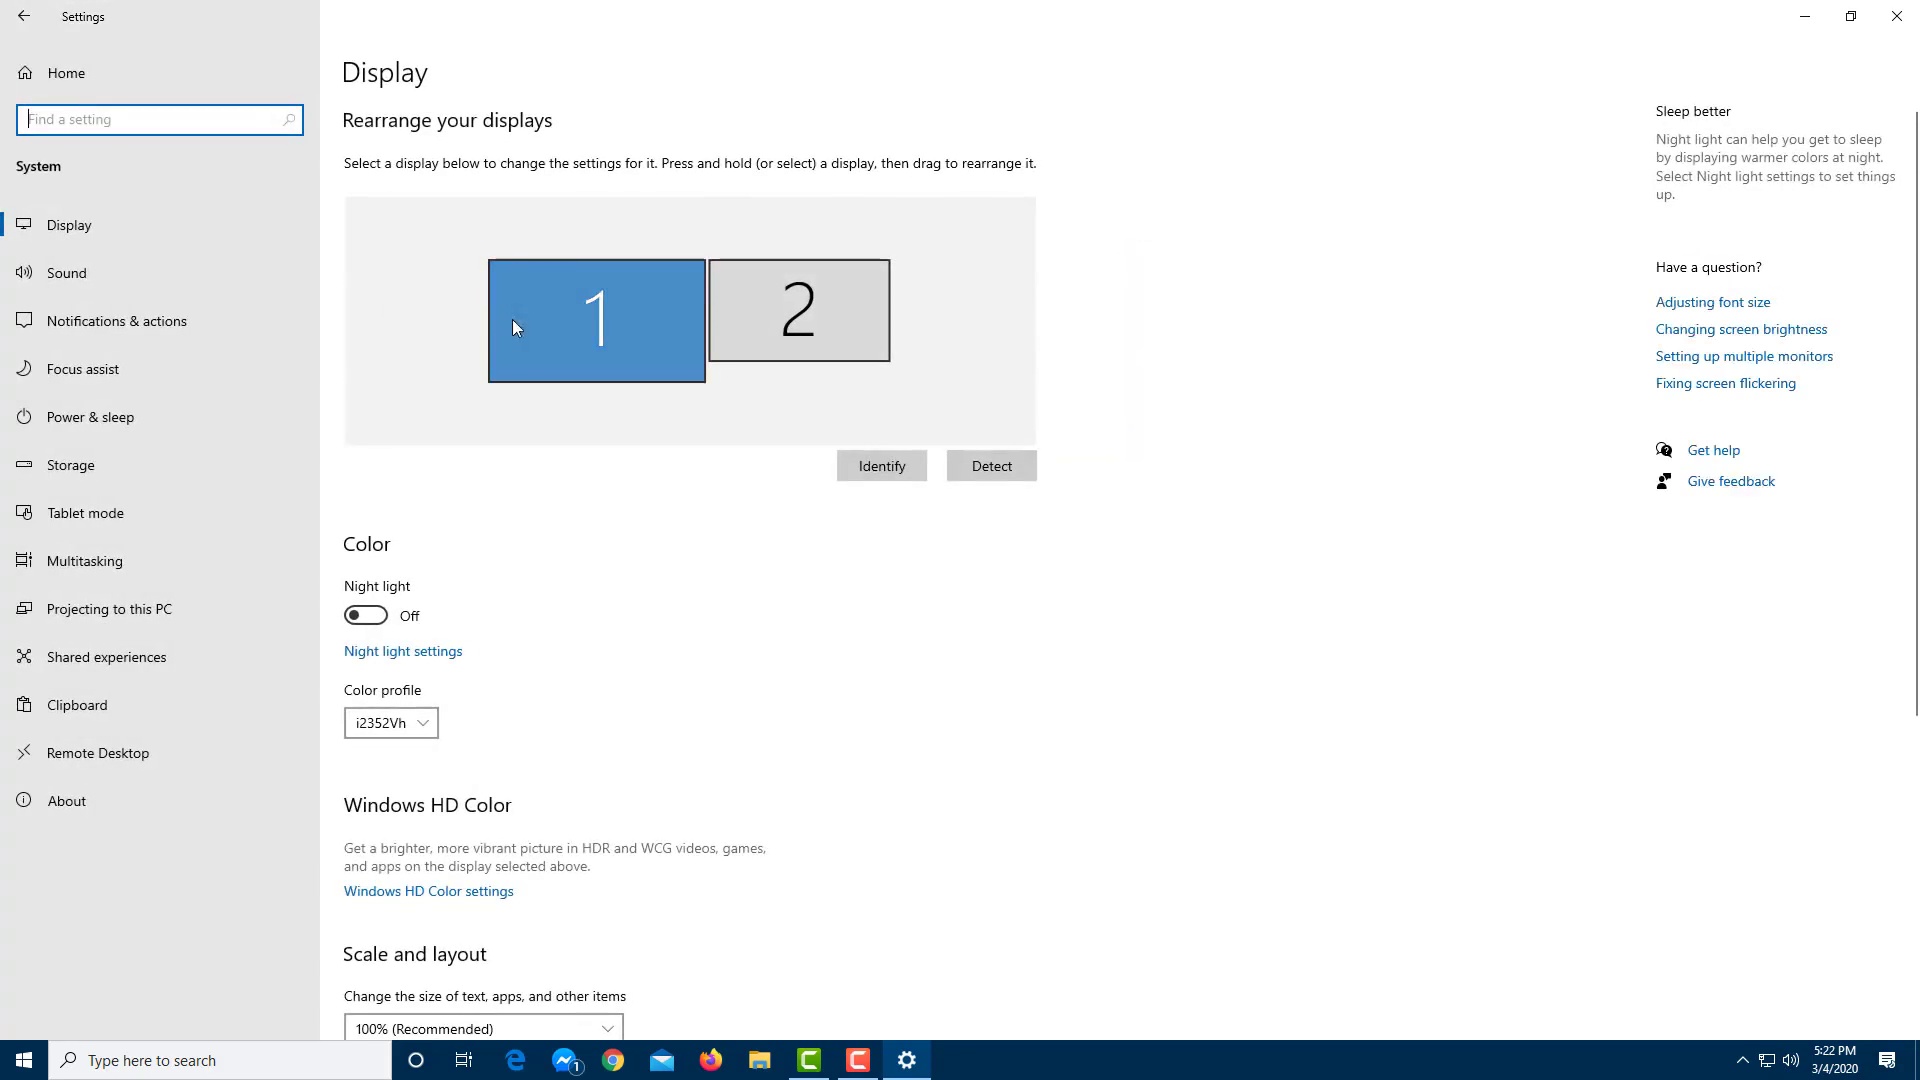 Settings
Home
Find a setting
System
Display
Sound
Notifications & actions
Focus assist
Power & sleep
Storage
Tablet mode
Multitasking
Projecting to this PC
Shared experiences
Clipboard
Remote Desktop
About
Display
Rearrange your displays
Select a display below to change the settings for it. Press and hold (or select) a display, then drag to rearrange it.
1
2
Identify
Detect
Color
Night light
Off
Night light settings
Color profile
i2352Vh
Windows HD Color
Get a brighter, more vibrant picture in HDR and WCG videos, games,
and apps on the display selected above.
Windows HD Color settings
Scale and layout
Change the size of text, apps, and other items
100% (Recommended)
Sleep better
Night light can help you get to sleep
by displaying warmer colors at night.
Select Night light settings to set things
up.
Have a question?
Adjusting font size
Changing screen brightness
Setting up multiple monitors
Fixing screen flickering
Get help
Give feedback
Type here to search
1
5:22 PM
3/4/2020